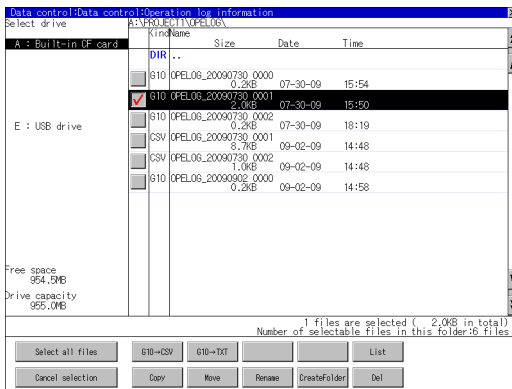 Data control:Data control:Operation log information
Select drive
A:\PROJECT1\OPELOG\
Kind Name
Size Date Time
A : Built-in CF card
DIR ..
G10 OPELOG_20090730_0000
0.2KB 07-30-09 15:54
G10 OPELOG_20090730_0001
2.0KB 07-30-09 15:50
G10 OPELOG_20090730_0002
0.2KB 07-30-09 18:19
E : USB drive
CSV OPELOG_20090730_0001
8.7KB 09-02-09 14:48
CSV OPELOG_20090730_0002
1.0KB 09-02-09 14:48
G10 OPELOG_20090902_0000
0.2KB 09-02-09 14:58
Free space
954.5MB
Drive capacity
955.0MB
1 files are selected ( 2.0KB in total)
Number of selectable files in this folder:6 files
Select all files G10→CSV G10→TXT List
Cancel selection Copy Move Rename CreateFolder Del